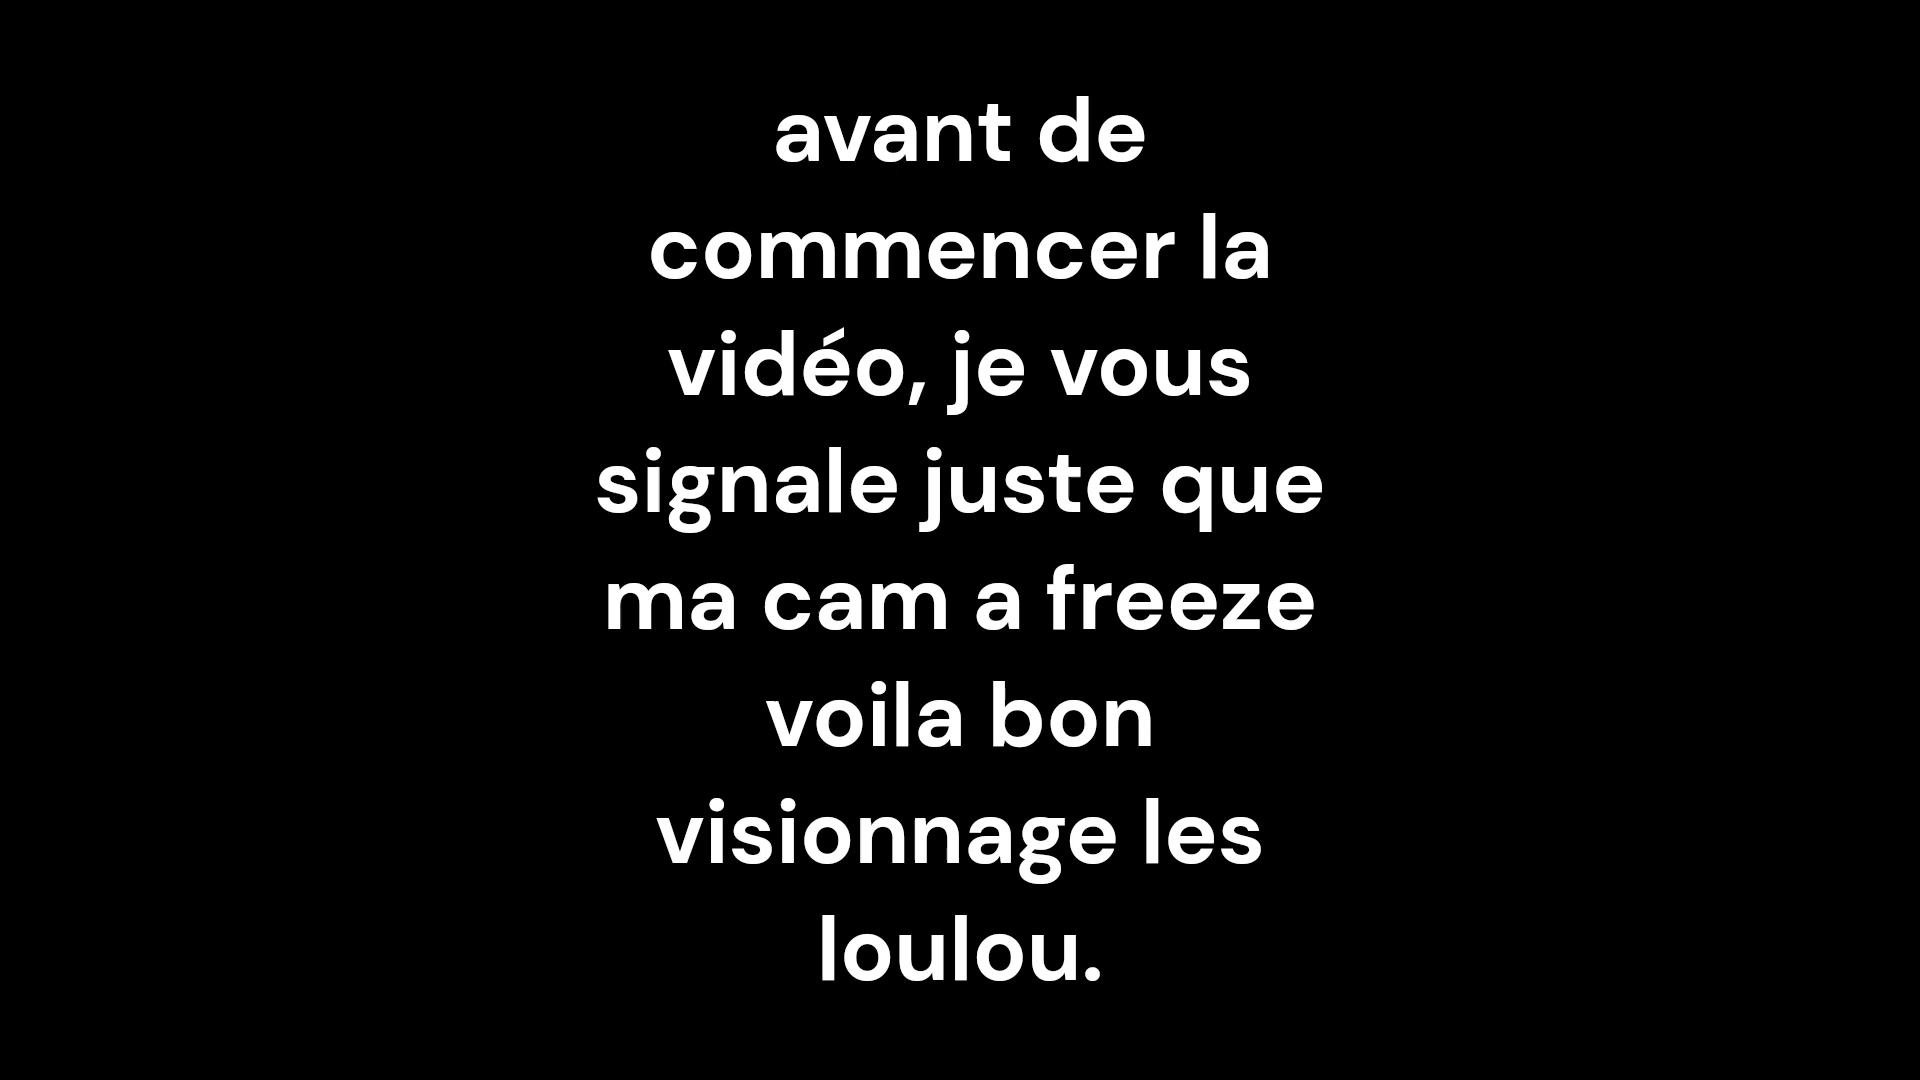 avant de
commencer la
vidéo, je vous
signale juste que
ma cam a freeze
voila bon
visionnage les
loulou.